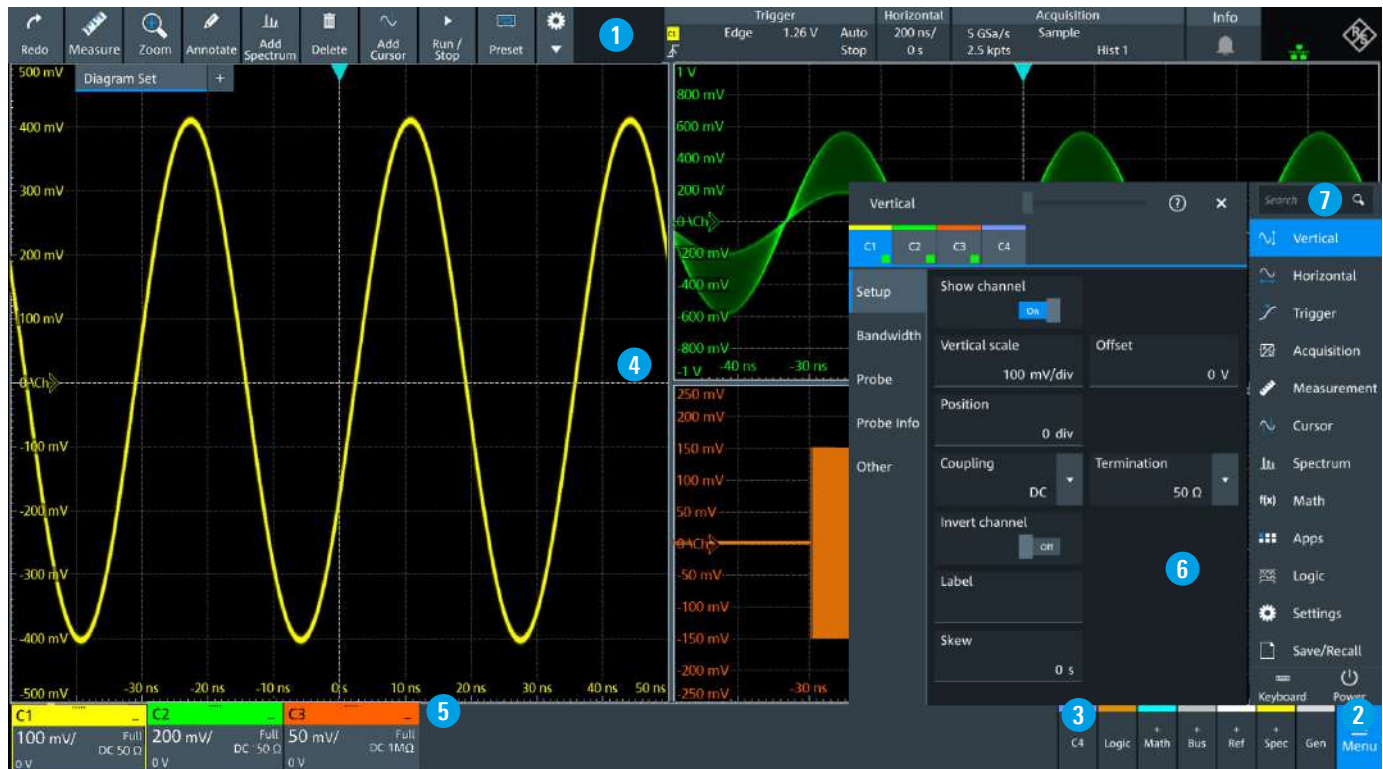 Redo
Measure
Zoom
Annotate
Add Spectrum
Delete
Add Cursor
Run / Stop
Preset
1
C1
Trigger
Edge 1.26 V Auto
Stop
Horizontal
200 ns/
0 s
Acquisition
5 GSa/s Sample
2.5 kpts Hist 1
Info
R&S
Diagram Set +
500 mV
400 mV
300 mV
200 mV
100 mV
0 \Ch
-100 mV
-200 mV
-300 mV
-400 mV
-500 mV
-30 ns -20 ns -10 ns 0 s 10 ns 20 ns 30 ns 40 ns 50 ns
1 V
800 mV
600 mV
400 mV
200 mV
0 \Ch
-200 mV
-400 mV
-600 mV
-800 mV
-1 V
-40 ns -30 ns
4
250 mV
200 mV
100 mV
50 mV
0 \Ch
-50 mV
-100 mV
-150 mV
-200 mV
-250 mV
-30 ns
Vertical ? ×
C1 C2 C3 C4
Setup
Bandwidth
Probe
Probe Info
Other
Show channel
On
Vertical scale
100 mV/div
Offset
0 V
Position
0 div
Coupling
DC
Termination
50 Ω
Invert channel
Off
Label
Skew
0 s
6
Search
7
Vertical
Horizontal
Trigger
Acquisition
Measurement
Cursor
Spectrum
f(x) Math
Apps
Logic
Settings
Save/Recall
Keyboard Power
C1
100 mV/ Full
DC 50 Ω
0 V
C2
200 mV/ Full
DC 50 Ω
0 V
C3
50 mV/ Full
DC 1MΩ
0 V
5
3
C4
Logic
+ Math
+ Bus
+ Ref
+ Spec
Gen
2
Menu